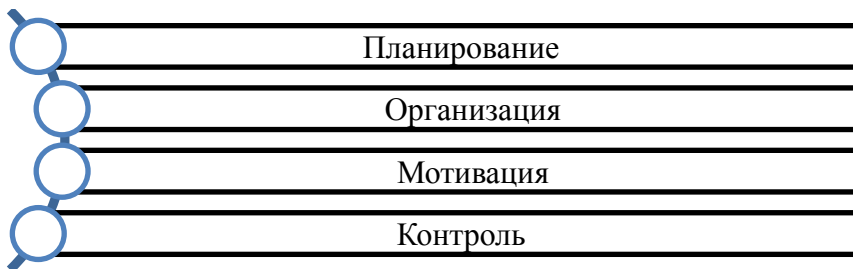 Планирование
Организация
Мотивация
Контроль